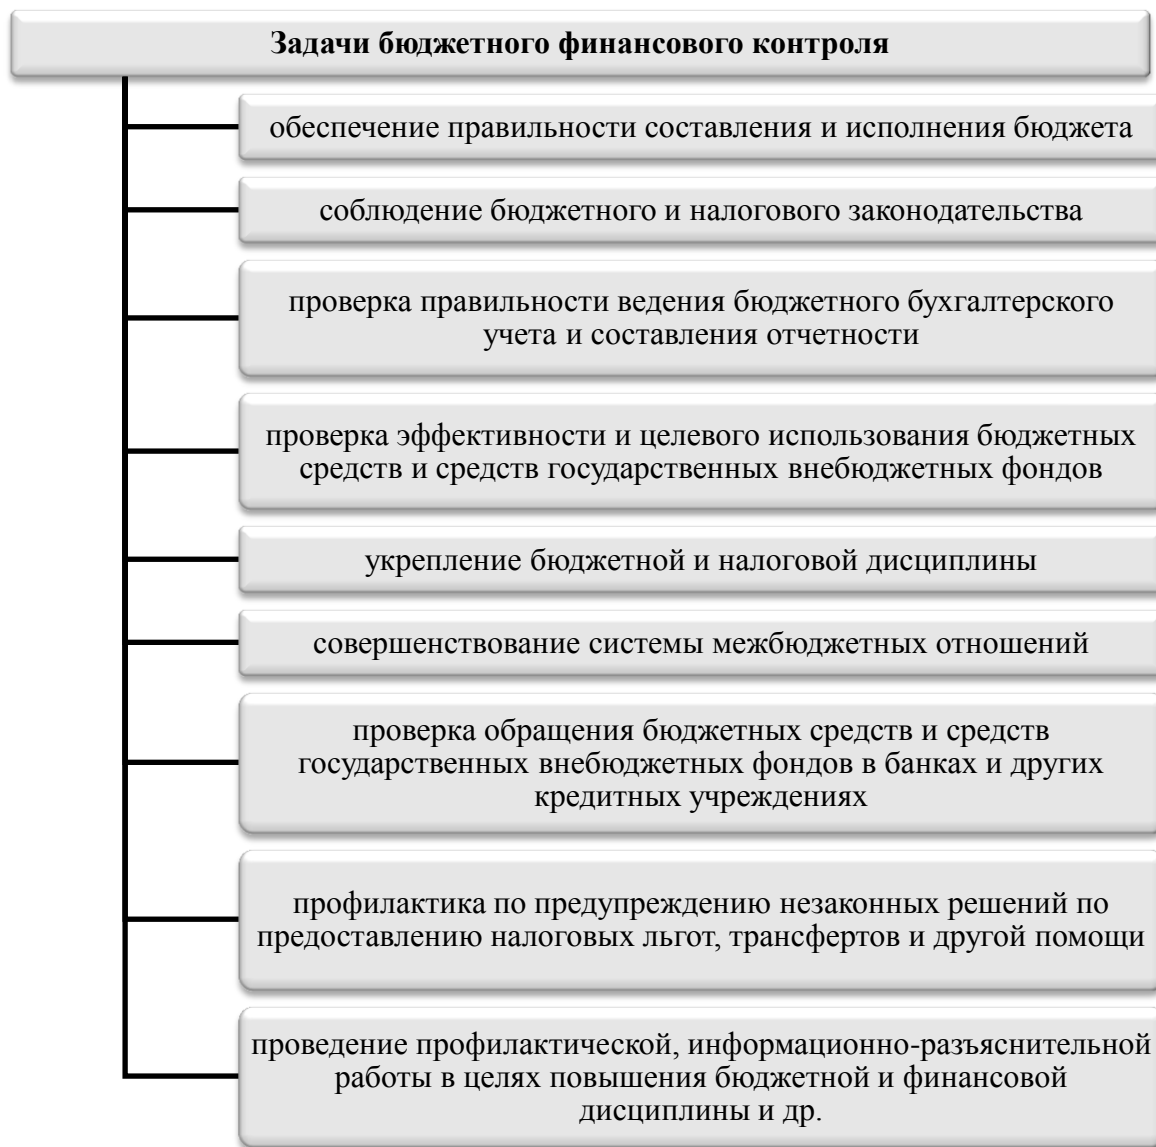 Задачи бюджетного финансового контроля
обеспечение правильности составления и исполнения бюджета
соблюдение бюджетного и налогового законодательства
проверка правильности ведения бюджетного бухгалтерского
учета и составления отчетности
проверка эффективности и целевого использования бюджетных
средств и средств государственных внебюджетных фондов
укрепление бюджетной и налоговой дисциплины
совершенствование системы межбюджетных отношений
проверка обращения бюджетных средств и средств
государственных внебюджетных фондов в банках и других
кредитных учреждениях
профилактика по предупреждению незаконных решений по
предоставлению налоговых льгот, трансфертов и другой помощи
проведение профилактической, информационно-разъяснительной
работы в целях повышения бюджетной и финансовой
дисциплины и др.